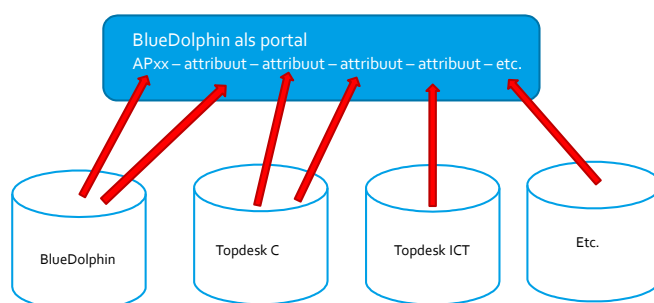 BlueDolphin als portal
APxx – attribuut – attribuut – attribuut – attribuut – etc.
BlueDolphin
Topdesk C
Topdesk ICT
Etc.